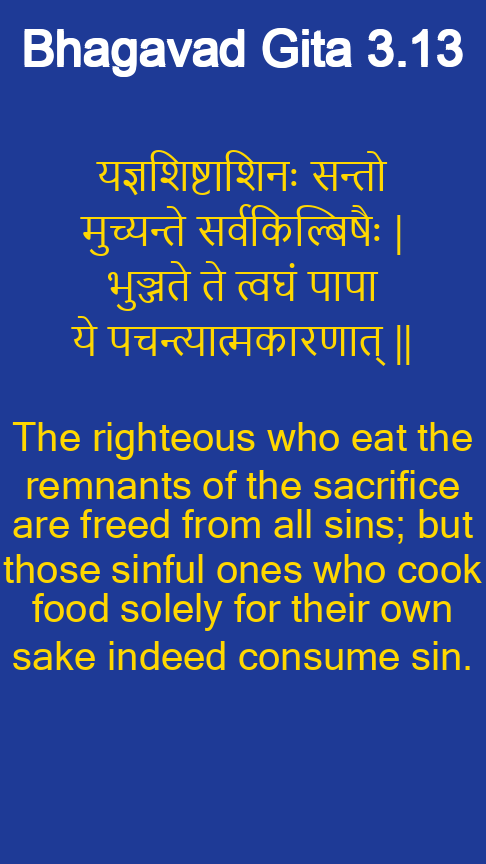 Bhagavad Gita 3.13
यज्ञशिष्टाशिनः सन्तो
मुच्यन्ते सर्वकिल्बिषैः |
भुञ्जते ते त्वघं पापा
ये पचन्त्यात्मकारणात् ||
The righteous who eat the
remnants of the sacrifice
are freed from all sins; but
those sinful ones who cook
food solely for their own
sake indeed consume sin.